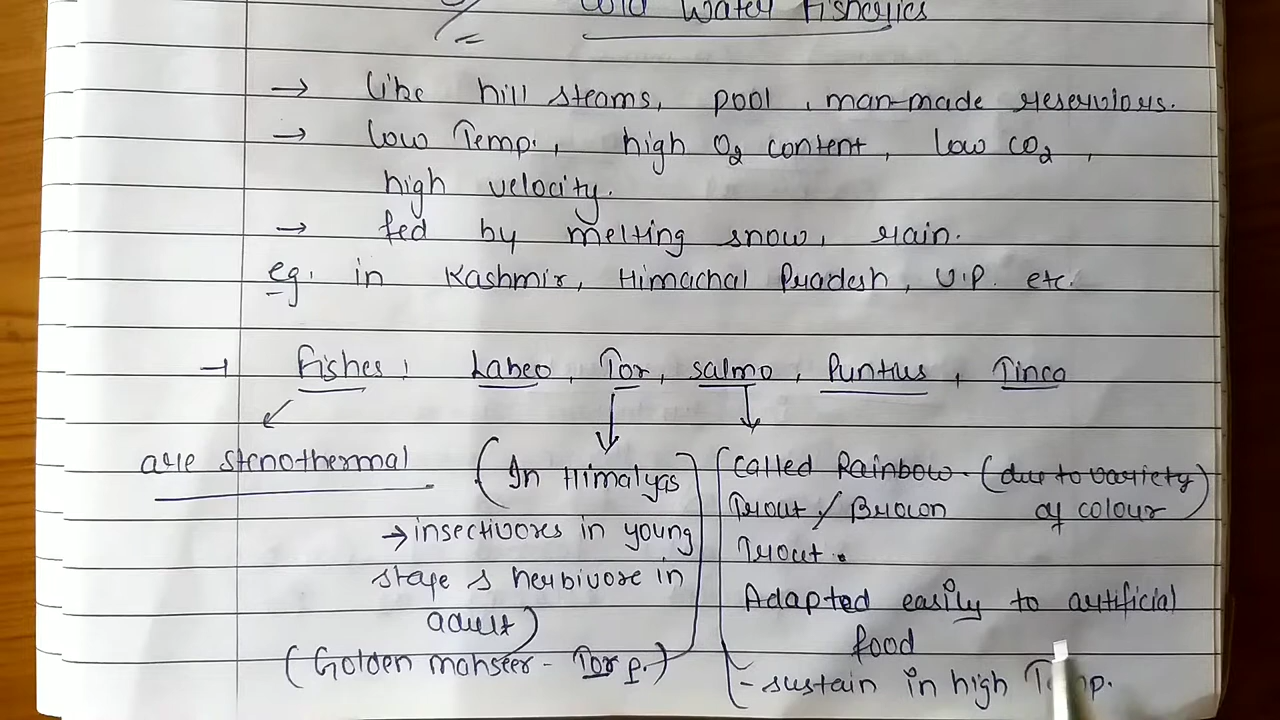 Cold Water Fisheries
→ like hill steams, pool, man-made reserviours.
→ low Temp., high O₂ content, low CO₂,
high velocity.
→ fed by melting snow, rain.
eg. in Kashmir, Himachal Pradesh, U.P. etc.
→ Fishes: Labeo, Tor, salmo, Puntius, Tinca
are stenothermal
(In Himalyas
→ insectivores in young
stage & herbivore in
adult)
(Golden mahseer - Tor p.)
Called Rainbow (due to variety
Trout / Brown of colour)
Trout.
Adapted easily to artificial
food
- sustain in high Temp.